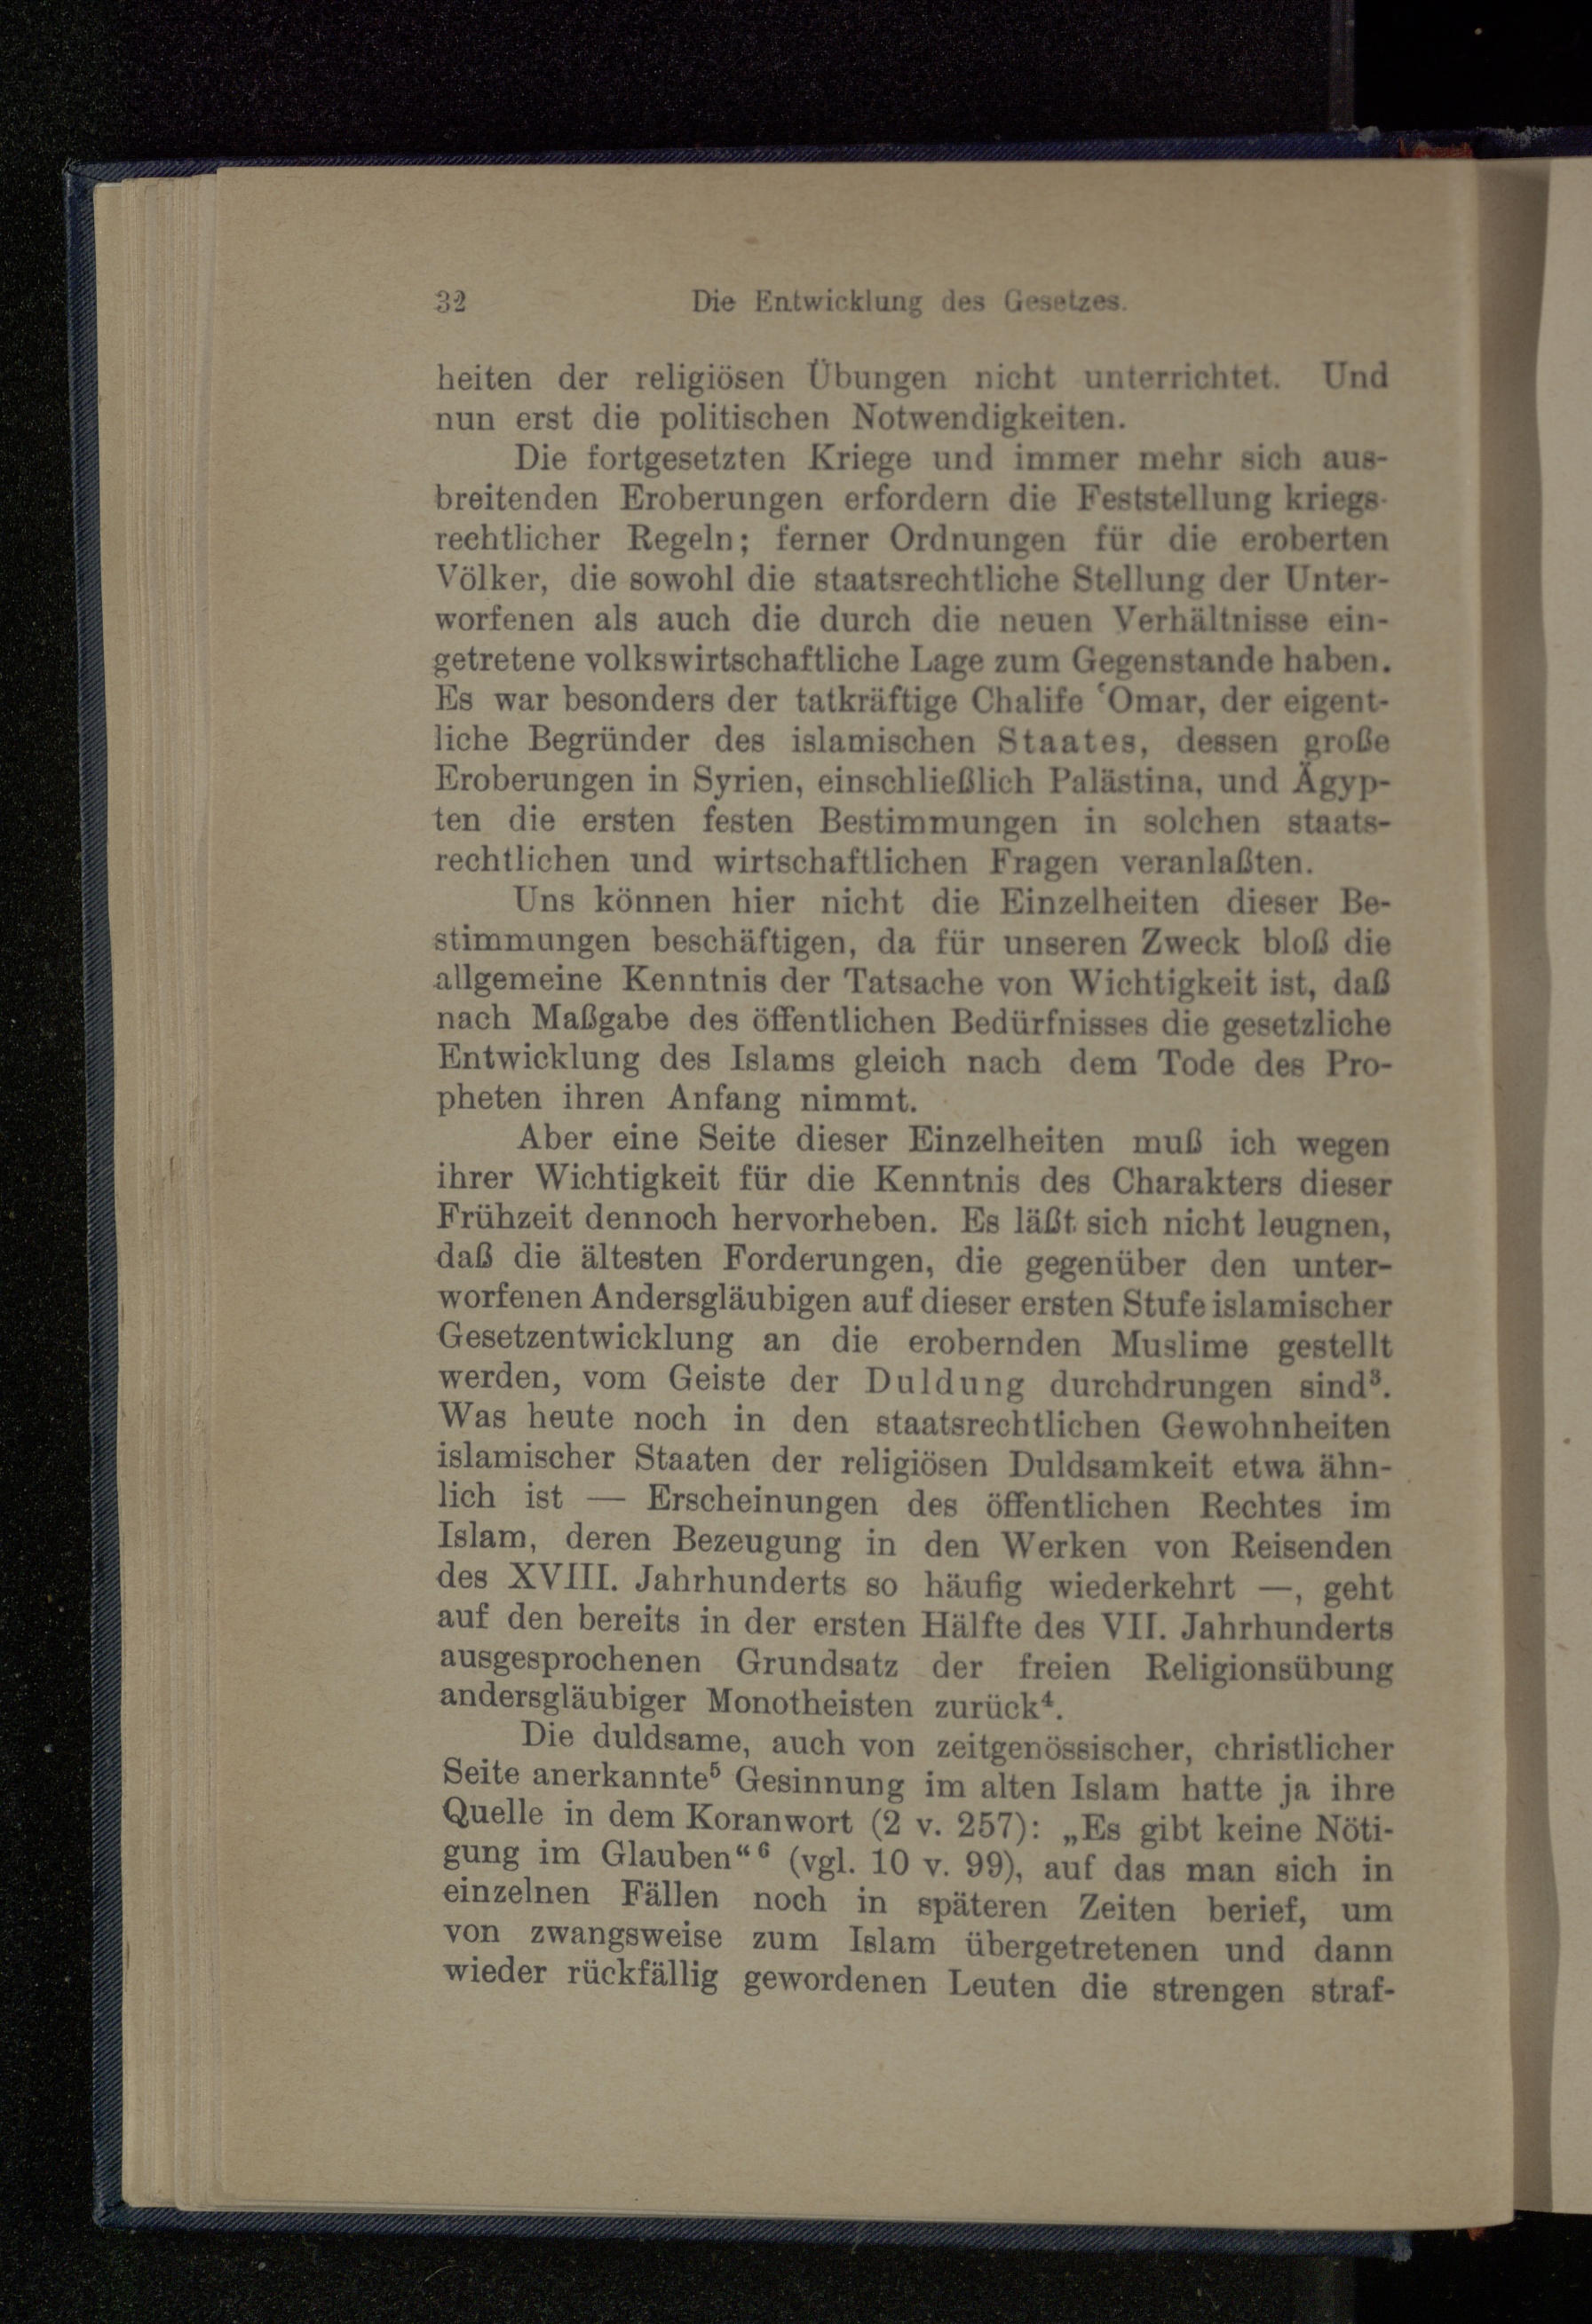 32 Die Entwicklung des Gesetzes.
heiten der religiösen Übungen nicht unterrichtet. Und
nun erst die politischen Notwendigkeiten.
Die fortgesetzten Kriege und immer mehr sich aus-
breitenden Eroberungen erfordern die Feststellung kriegs-
rechtlicher Regeln; ferner Ordnungen für die eroberten
Völker, die sowohl die staatsrechtliche Stellung der Unter-
worfenen als auch die durch die neuen Verhältnisse ein-
getretene volkswirtschaftliche Lage zum Gegenstande haben.
Es war besonders der tatkräftige Chalife ʿOmar, der eigent-
liche Begründer des islamischen Staates, dessen große
Eroberungen in Syrien, einschließlich Palästina, und Ägyp-
ten die ersten festen Bestimmungen in solchen staats-
rechtlichen und wirtschaftlichen Fragen veranlaßten.
Uns können hier nicht die Einzelheiten dieser Be-
stimmungen beschäftigen, da für unseren Zweck bloß die
allgemeine Kenntnis der Tatsache von Wichtigkeit ist, daß
nach Maßgabe des öffentlichen Bedürfnisses die gesetzliche
Entwicklung des Islams gleich nach dem Tode des Pro-
pheten ihren Anfang nimmt.
Aber eine Seite dieser Einzelheiten muß ich wegen
ihrer Wichtigkeit für die Kenntnis des Charakters dieser
Frühzeit dennoch hervorheben. Es läßt sich nicht leugnen,
daß die ältesten Forderungen, die gegenüber den unter-
worfenen Andersgläubigen auf dieser ersten Stufe islamischer
Gesetzentwicklung an die erobernden Muslime gestellt
werden, vom Geiste der Duldung durchdrungen sind³.
Was heute noch in den staatsrechtlichen Gewohnheiten
islamischer Staaten der religiösen Duldsamkeit etwa ähn-
lich ist — Erscheinungen des öffentlichen Rechtes im
Islam, deren Bezeugung in den Werken von Reisenden
des XVIII. Jahrhunderts so häufig wiederkehrt —, geht
auf den bereits in der ersten Hälfte des VII. Jahrhunderts
ausgesprochenen Grundsatz der freien Religionsübung
andersgläubiger Monotheisten zurück⁴.
Die duldsame, auch von zeitgenössischer, christlicher
Seite anerkannte⁵ Gesinnung im alten Islam hatte ja ihre
Quelle in dem Koranwort (2 v. 257): „Es gibt keine Nöti-
gung im Glauben“⁶ (vgl. 10 v. 99), auf das man sich in
einzelnen Fällen noch in späteren Zeiten berief, um
von zwangsweise zum Islam übergetretenen und dann
wieder rückfällig gewordenen Leuten die strengen straf-